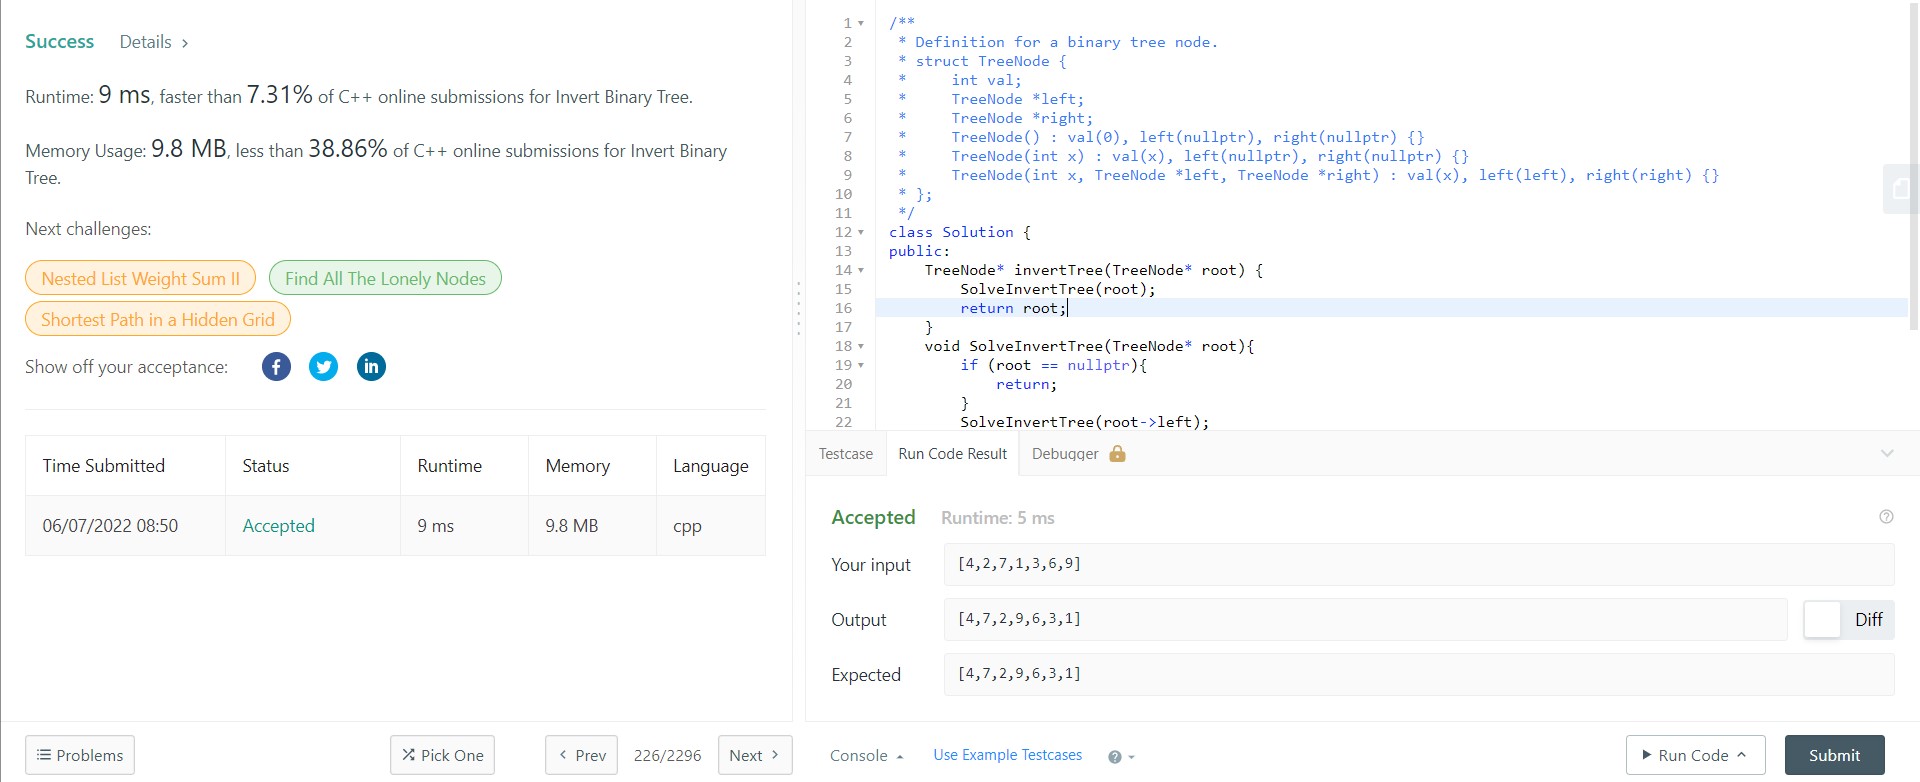 Success Details >
Runtime: 9 ms, faster than 7.31% of C++ online submissions for Invert Binary Tree.
Memory Usage: 9.8 MB, less than 38.86% of C++ online submissions for Invert Binary
Tree.
Next challenges:
Nested List Weight Sum II Find All The Lonely Nodes
Shortest Path in a Hidden Grid
Show off your acceptance:
Time Submitted Status Runtime Memory Language
06/07/2022 08:50 Accepted 9 ms 9.8 MB cpp
Problems Pick One < Prev 226/2296 Next >
1 /**
2  * Definition for a binary tree node.
3  * struct TreeNode {
4  *     int val;
5  *     TreeNode *left;
6  *     TreeNode *right;
7  *     TreeNode() : val(0), left(nullptr), right(nullptr) {}
8  *     TreeNode(int x) : val(x), left(nullptr), right(nullptr) {}
9  *     TreeNode(int x, TreeNode *left, TreeNode *right) : val(x), left(left), right(right) {}
10  * };
11  */
12 class Solution {
13 public:
14     TreeNode* invertTree(TreeNode* root) {
15         SolveInvertTree(root);
16         return root;
17     }
18     void SolveInvertTree(TreeNode* root){
19         if (root == nullptr){
20             return;
21         }
22         SolveInvertTree(root->left);
Testcase Run Code Result Debugger
Accepted Runtime: 5 ms
Your input [4,2,7,1,3,6,9]
Output [4,7,2,9,6,3,1] Diff
Expected [4,7,2,9,6,3,1]
Console Use Example Testcases ? Run Code Submit